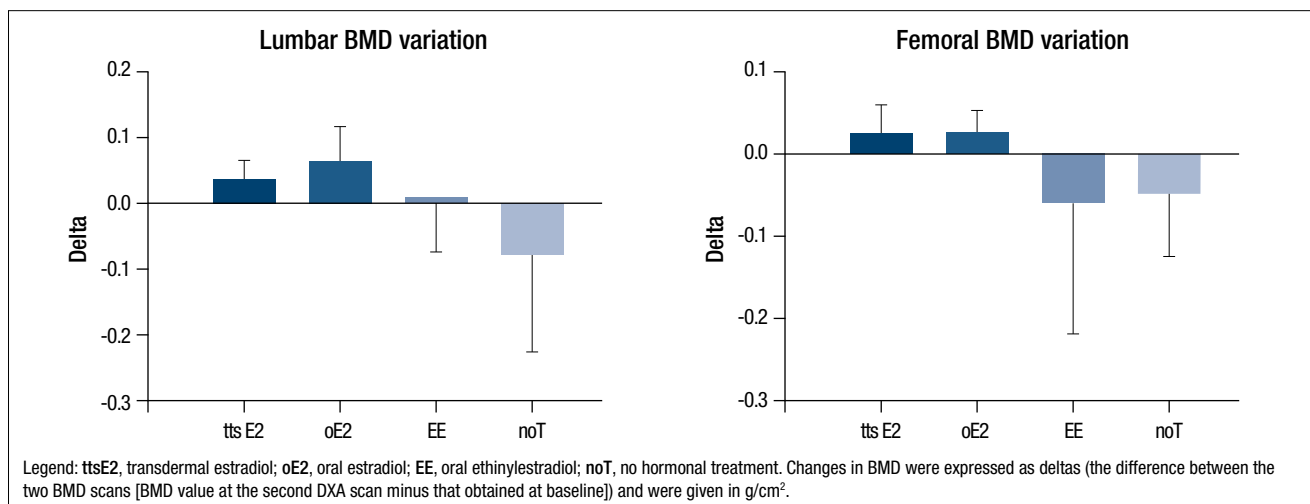 Lumbar BMD variation
0.2
0.1
0.0
-0.1
-0.2
-0.3
Delta
tts E2 oE2 EE noT
Femoral BMD variation
0.1
0.0
-0.1
-0.2
-0.3
Delta
tts E2 oE2 EE noT
Legend: ttsE2, transdermal estradiol; oE2, oral estradiol; EE, oral ethinylestradiol; noT, no hormonal treatment. Changes in BMD were expressed as deltas (the difference between the
two BMD scans [BMD value at the second DXA scan minus that obtained at baseline]) and were given in g/cm².